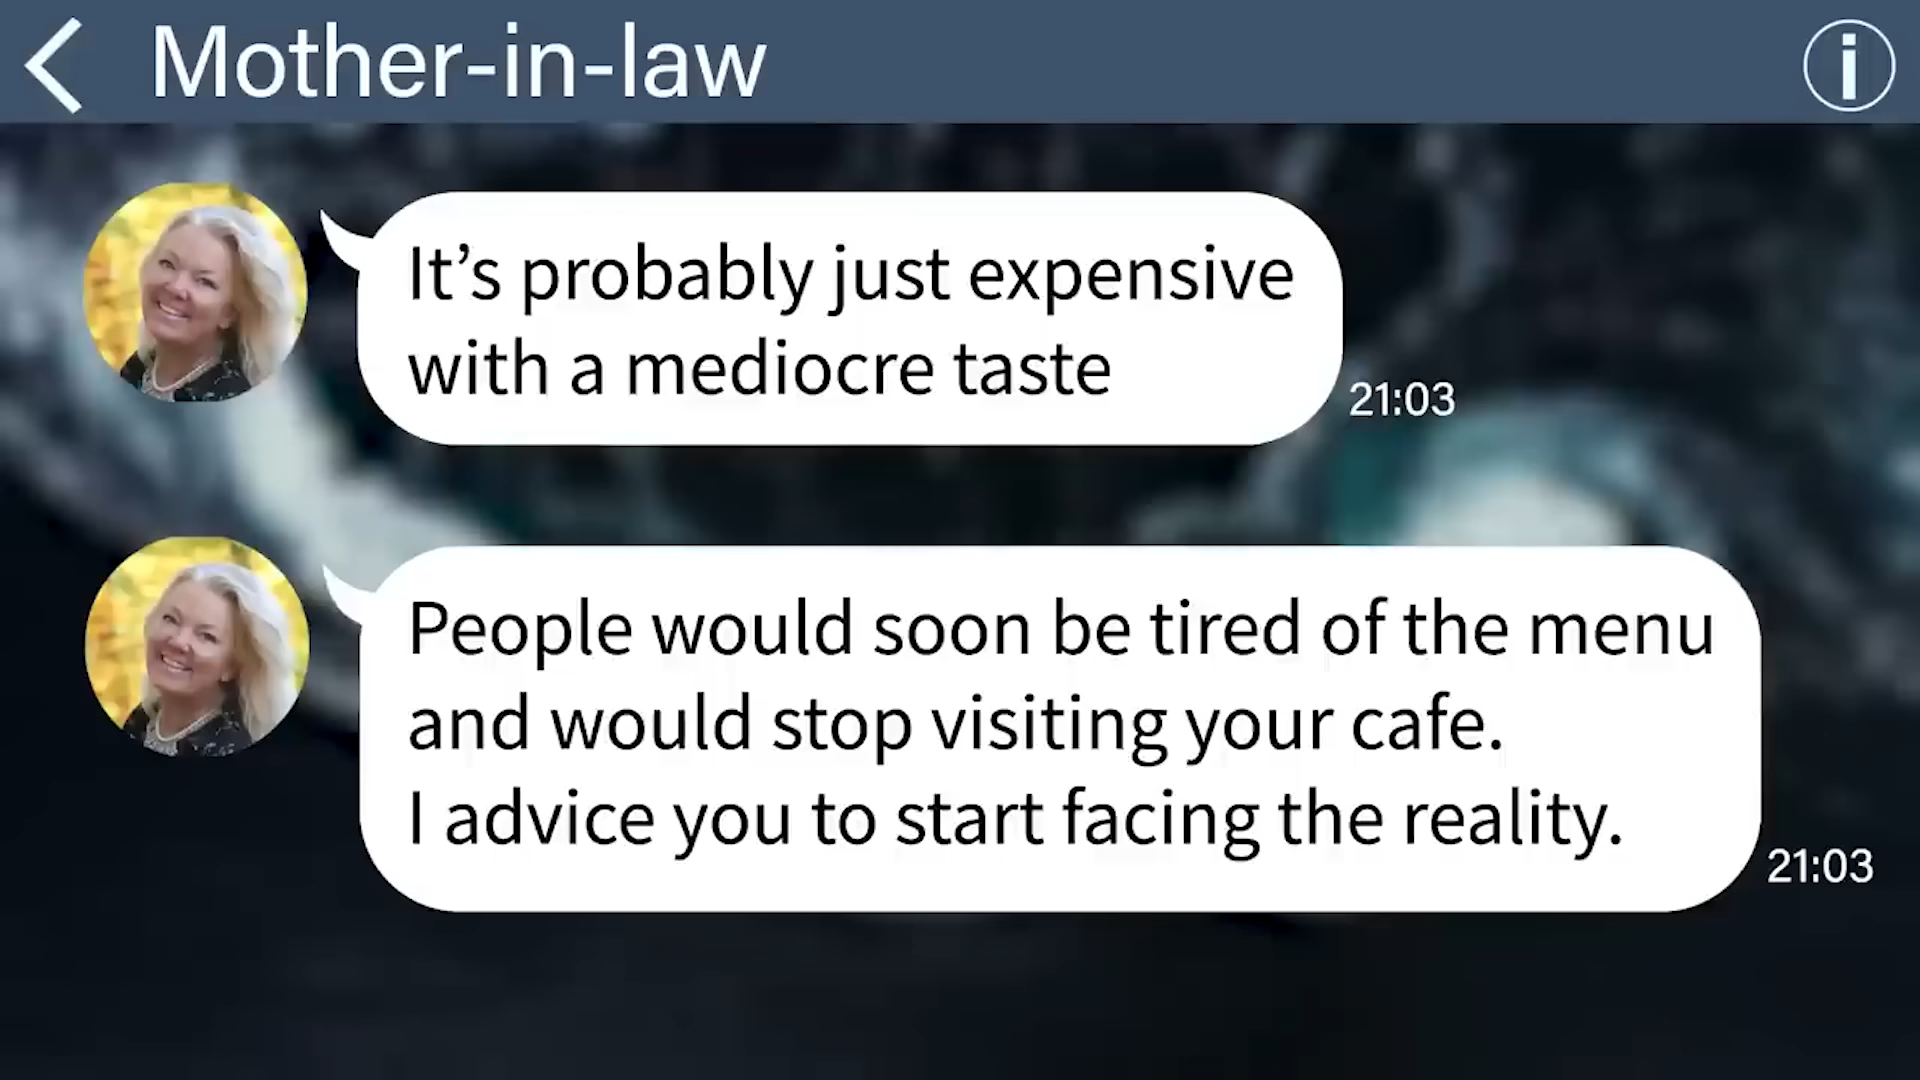 Mother-in-law
It’s probably just expensive
with a mediocre taste
21:03
People would soon be tired of the menu
and would stop visiting your cafe.
I advice you to start facing the reality.
21:03